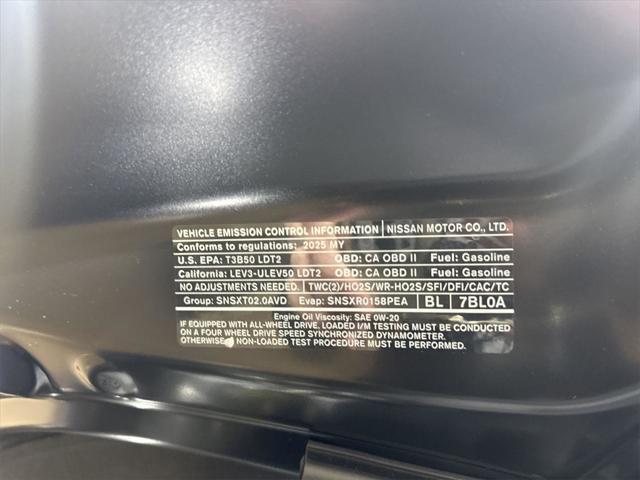 VEHICLE EMISSION CONTROL INFORMATION NISSAN MOTOR CO., LTD.
Conforms to regulations: 2025 MY
U.S. EPA: T3B50 LDT2 OBD: CA OBD II Fuel: Gasoline
California: LEV3-ULEV50 LDT2 OBD: CA OBD II Fuel: Gasoline
NO ADJUSTMENTS NEEDED. TWC(2)/HO2S/WR-HO2S/SFI/DFI/CAC/TC
Group: SNSXT02.0AVD Evap: SNSXR0158PEA BL 7BL0A
Engine Oil Viscosity: SAE 0W-20
IF EQUIPPED WITH ALL-WHEEL DRIVE, LOADED I/M TESTING MUST BE CONDUCTED
ON A FOUR WHEEL DRIVE SPEED SYNCHRONIZED DYNAMOMETER.
OTHERWISE, NON-LOADED TEST PROCEDURE MUST BE PERFORMED.